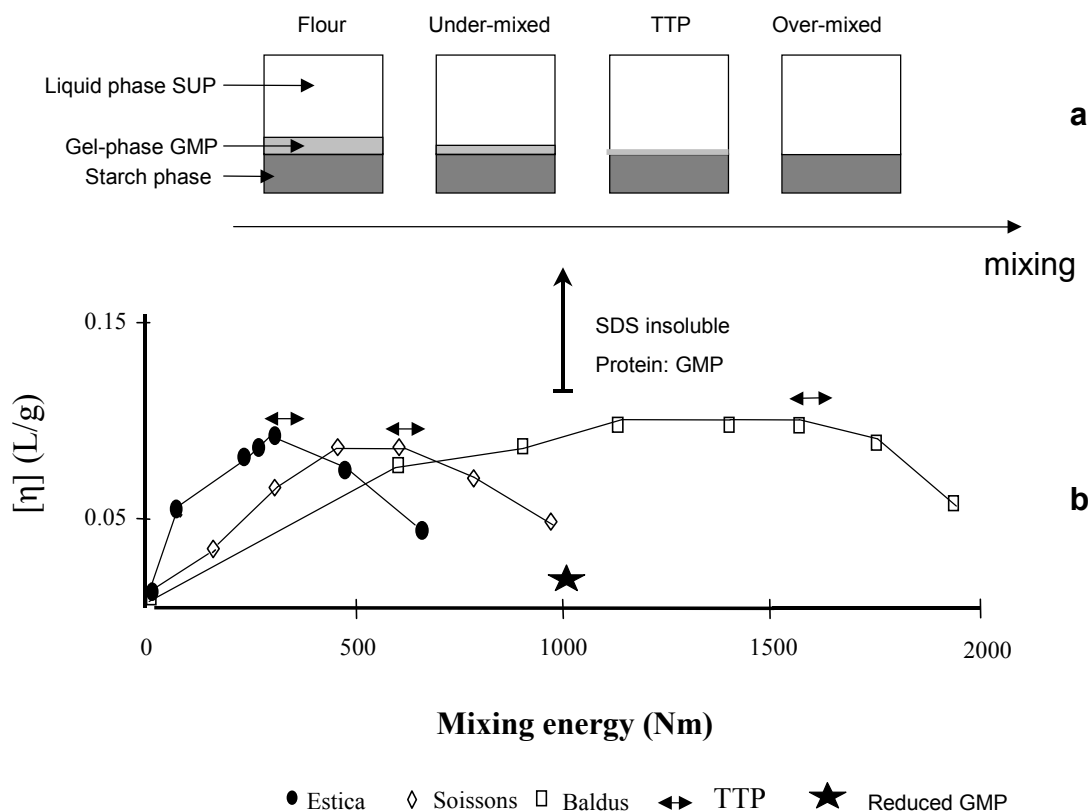 Flour Under-mixed TTP Over-mixed
Liquid phase SUP
a
Gel-phase GMP
Starch phase
mixing
0.15
SDS insoluble
Protein: GMP
[η] (L/g)
0.05
b
0 500 1000 1500 2000
Mixing energy (Nm)
Estica Soissons Baldus TTP Reduced GMP